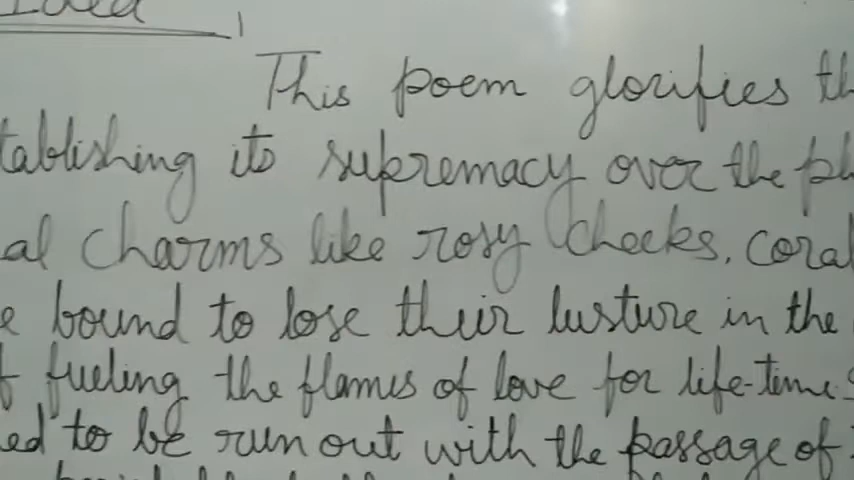 Idea
This poem glorifies th
tablishing its supremacy over the ph
al charms like rosy cheeks, coral
e bound to lose their lusture in the
f fueling the flames of love for life-time
ed to be run out with the passage of